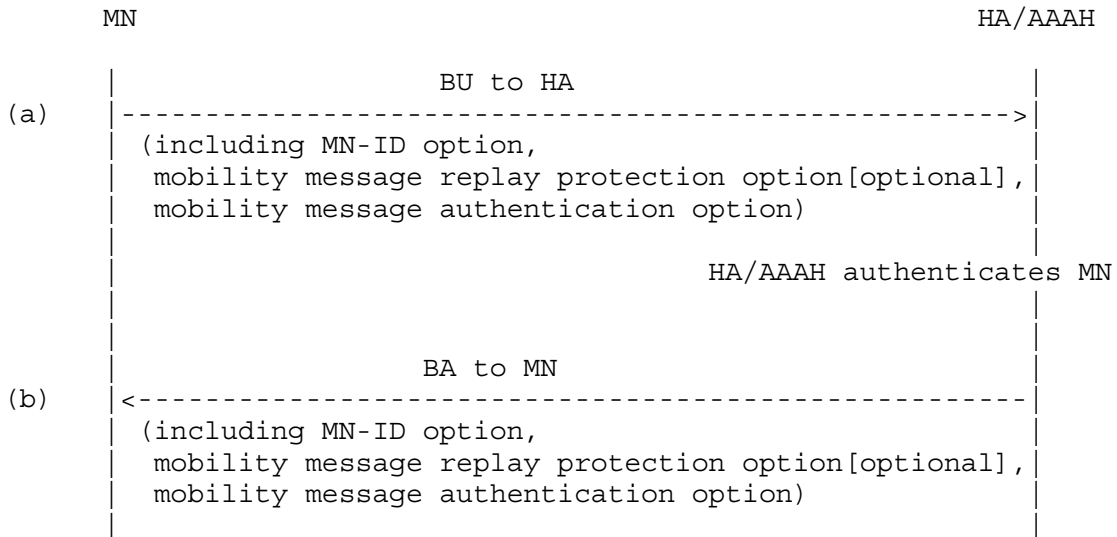 MN HA/AAAH
BU to HA
(a) |------------------------------------------------------>|
(including MN-ID option,
mobility message replay protection option[optional],
mobility message authentication option)
HA/AAAH authenticates MN
BA to MN
(b) |<------------------------------------------------------|
(including MN-ID option,
mobility message replay protection option[optional],
mobility message authentication option)